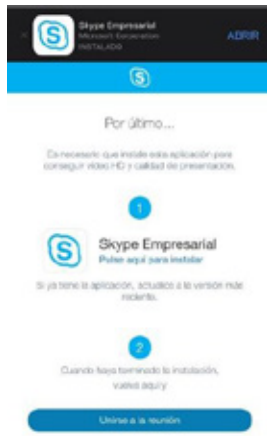 Skype Empresarial
Microsoft Corporation
INSTALADO
ABRIR
Por último...
Es necesario que instale esta aplicación para
conseguir vídeo HD y calidad de presentación.
1
Skype Empresarial
Pulse aquí para instalar
Si ya tiene la aplicación, actualice a la versión más
reciente.
2
Cuando haya terminado la instalación,
vuelva aquí y
Unirse a la reunión